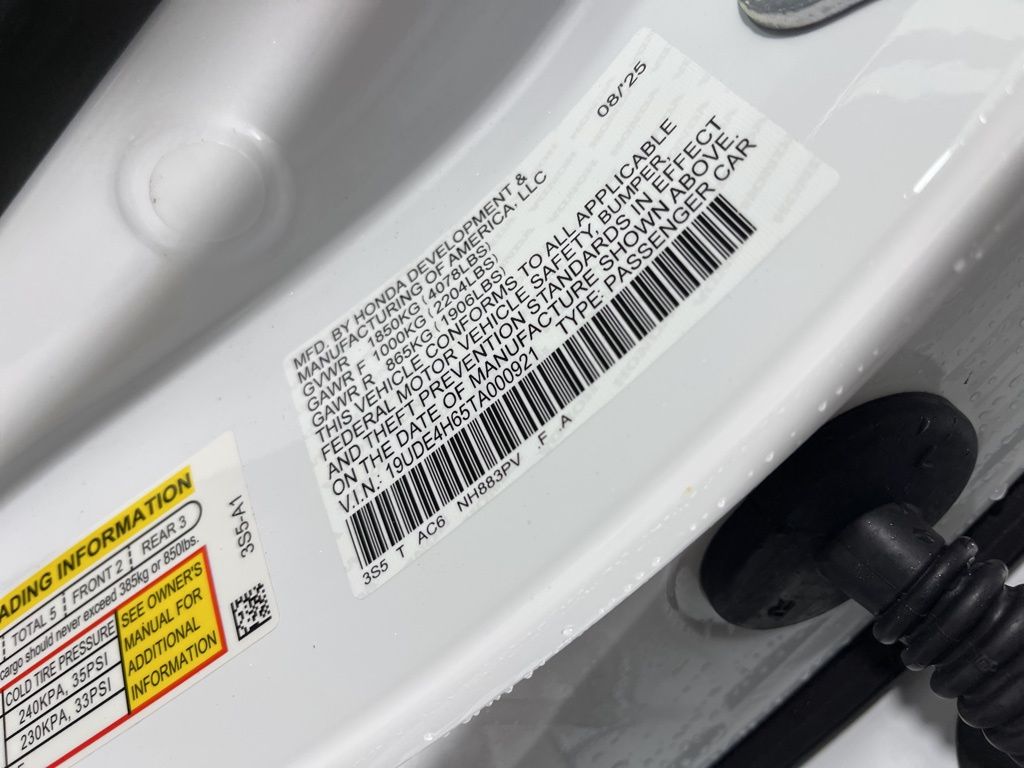 08/'25
MFD. BY HONDA DEVELOPMENT &
MANUFACTURING OF AMERICA, LLC
GVWR 1850KG (4078LBS)
GAWR F 1000KG (2204LBS)
GAWR R 865KG (1906LBS)
THIS VEHICLE CONFORMS TO ALL APPLICABLE
FEDERAL MOTOR VEHICLE SAFETY, BUMPER,
AND THEFT PREVENTION STANDARDS IN EFFECT
ON THE DATE OF MANUFACTURE SHOWN ABOVE.
V.I.N.: 19UDE4H65TA000921 TYPE: PASSENGER CAR
3S5 T AC6 NH883PV F A
ADING INFORMATION
TOTAL 5 FRONT 2 REAR 3
cargo should never exceed 385kg or 850lbs.
COLD TIRE PRESSURE
240KPA, 35PSI
230KPA, 33PSI
SEE OWNER'S
MANUAL FOR
ADDITIONAL
INFORMATION
3S5-A1